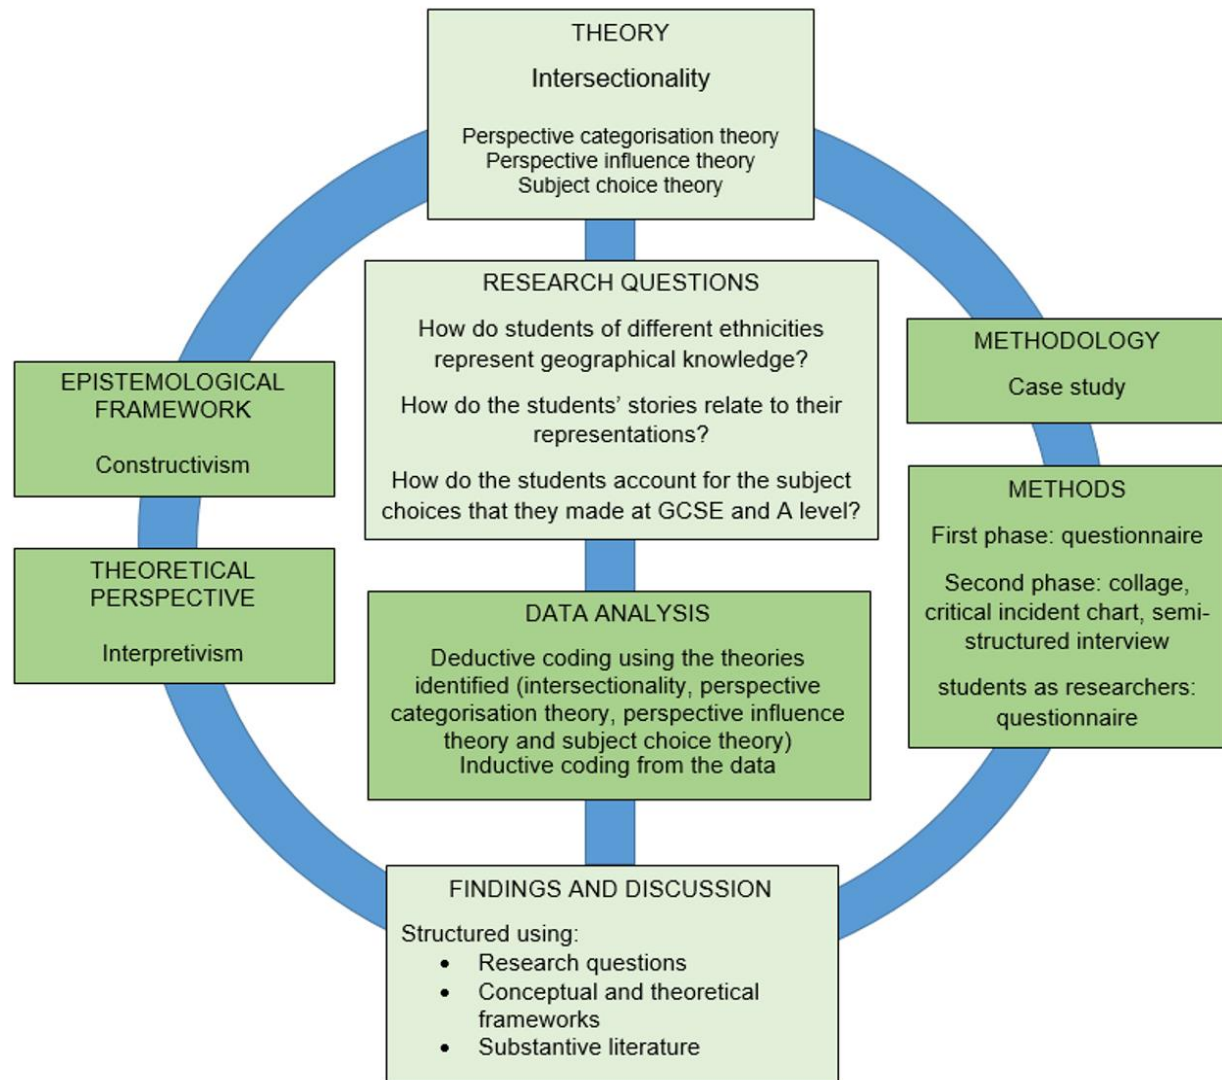 THEORY
Intersectionality
Perspective categorisation theory
Perspective influence theory
Subject choice theory
RESEARCH QUESTIONS
How do students of different ethnicities
represent geographical knowledge?
How do the students’ stories relate to their
representations?
How do the students account for the subject
choices that they made at GCSE and A level?
EPISTEMOLOGICAL
FRAMEWORK
Constructivism
THEORETICAL
PERSPECTIVE
Interpretivism
METHODOLOGY
Case study
METHODS
First phase: questionnaire
Second phase: collage,
critical incident chart, semi-
structured interview
students as researchers:
questionnaire
DATA ANALYSIS
Deductive coding using the theories
identified (intersectionality, perspective
categorisation theory, perspective influence
theory and subject choice theory)
Inductive coding from the data
FINDINGS AND DISCUSSION
Structured using:
• Research questions
• Conceptual and theoretical
frameworks
• Substantive literature